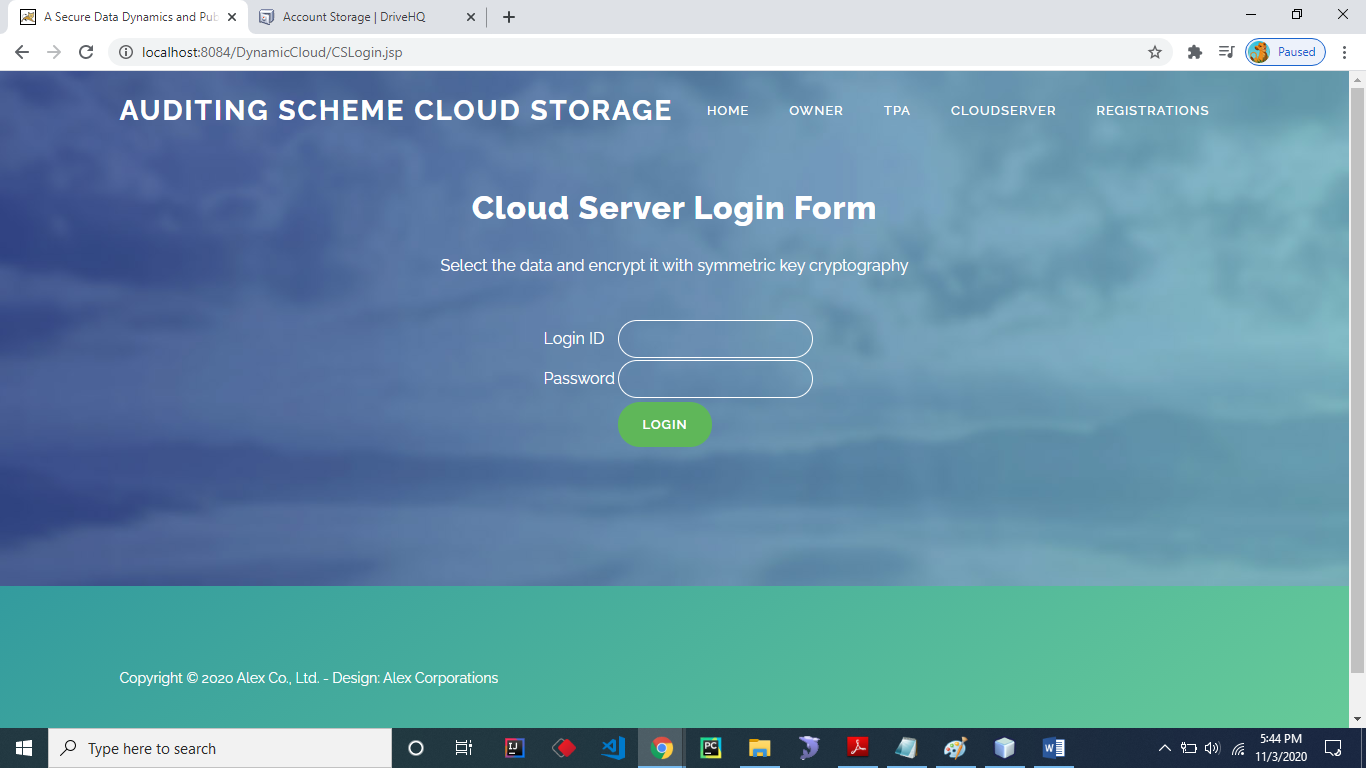 A Secure Data Dynamics and Pub
Account Storage | DriveHQ
localhost:8084/DynamicCloud/CSLogin.jsp
Paused
AUDITING SCHEME CLOUD STORAGE
HOME
OWNER
TPA
CLOUDSERVER
REGISTRATIONS
Cloud Server Login Form
Select the data and encrypt it with symmetric key cryptography
Login ID
Password
LOGIN
Copyright © 2020 Alex Co., Ltd. - Design: Alex Corporations
Type here to search
IJ
PC
W
5:44 PM
11/3/2020